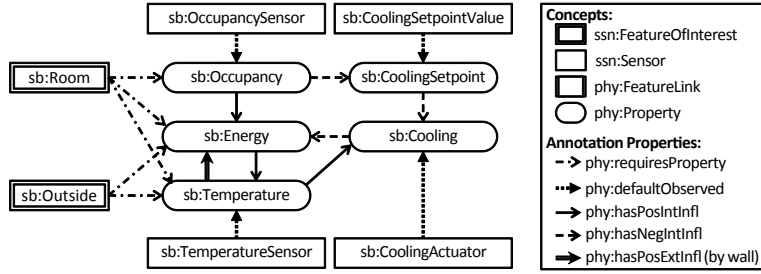 sb:OccupancySensor
sb:CoolingSetpointValue
sb:Room
sb:Occupancy
sb:CoolingSetpoint
sb:Energy
sb:Cooling
sb:Outside
sb:Temperature
sb:TemperatureSensor
sb:CoolingActuator
Concepts:
ssn:FeatureOfInterest
ssn:Sensor
phy:FeatureLink
phy:Property
Annotation Properties:
phy:requiresProperty
phy:defaultObserved
phy:hasPosIntInfl
phy:hasNegIntInfl
phy:hasPosExtInfl (by wall)